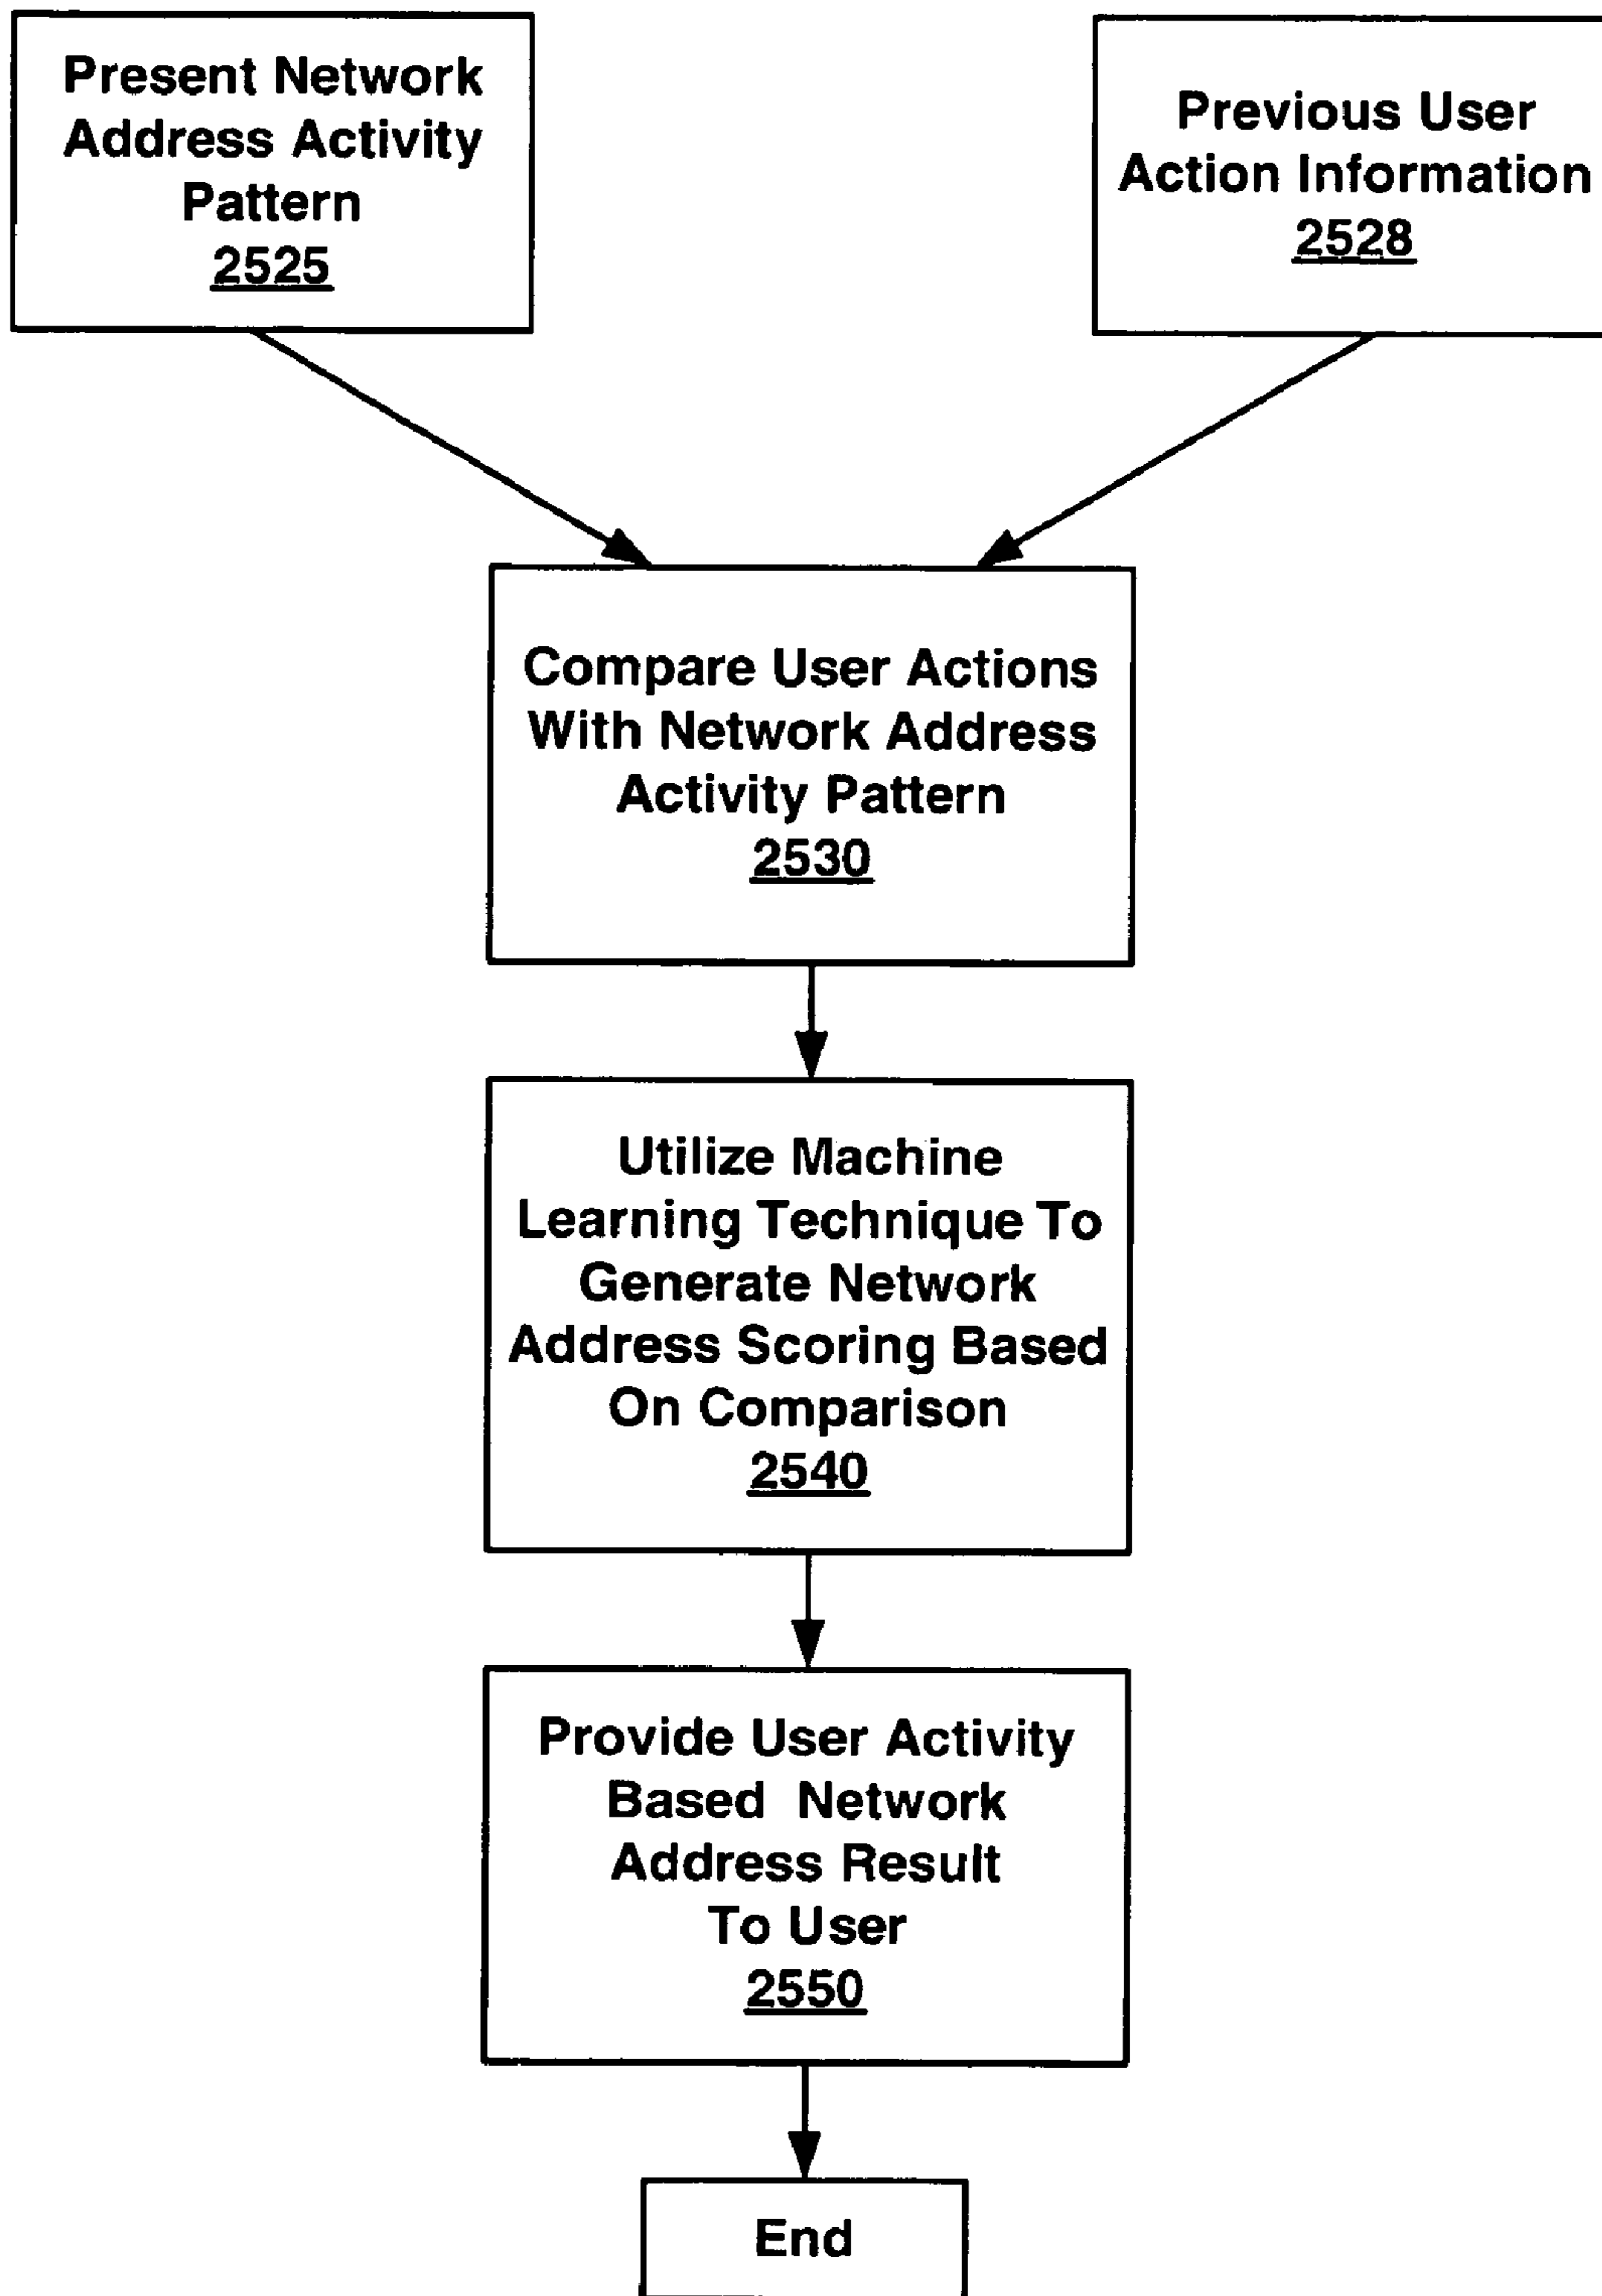 Present Network
Address Activity
Pattern
2525
Previous User
Action Information
2528
Compare User Actions
With Network Address
Activity Pattern
2530
Utilize Machine
Learning Technique To
Generate Network
Address Scoring Based
On Comparison
2540
Provide User Activity
Based Network
Address Result
To User
2550
End